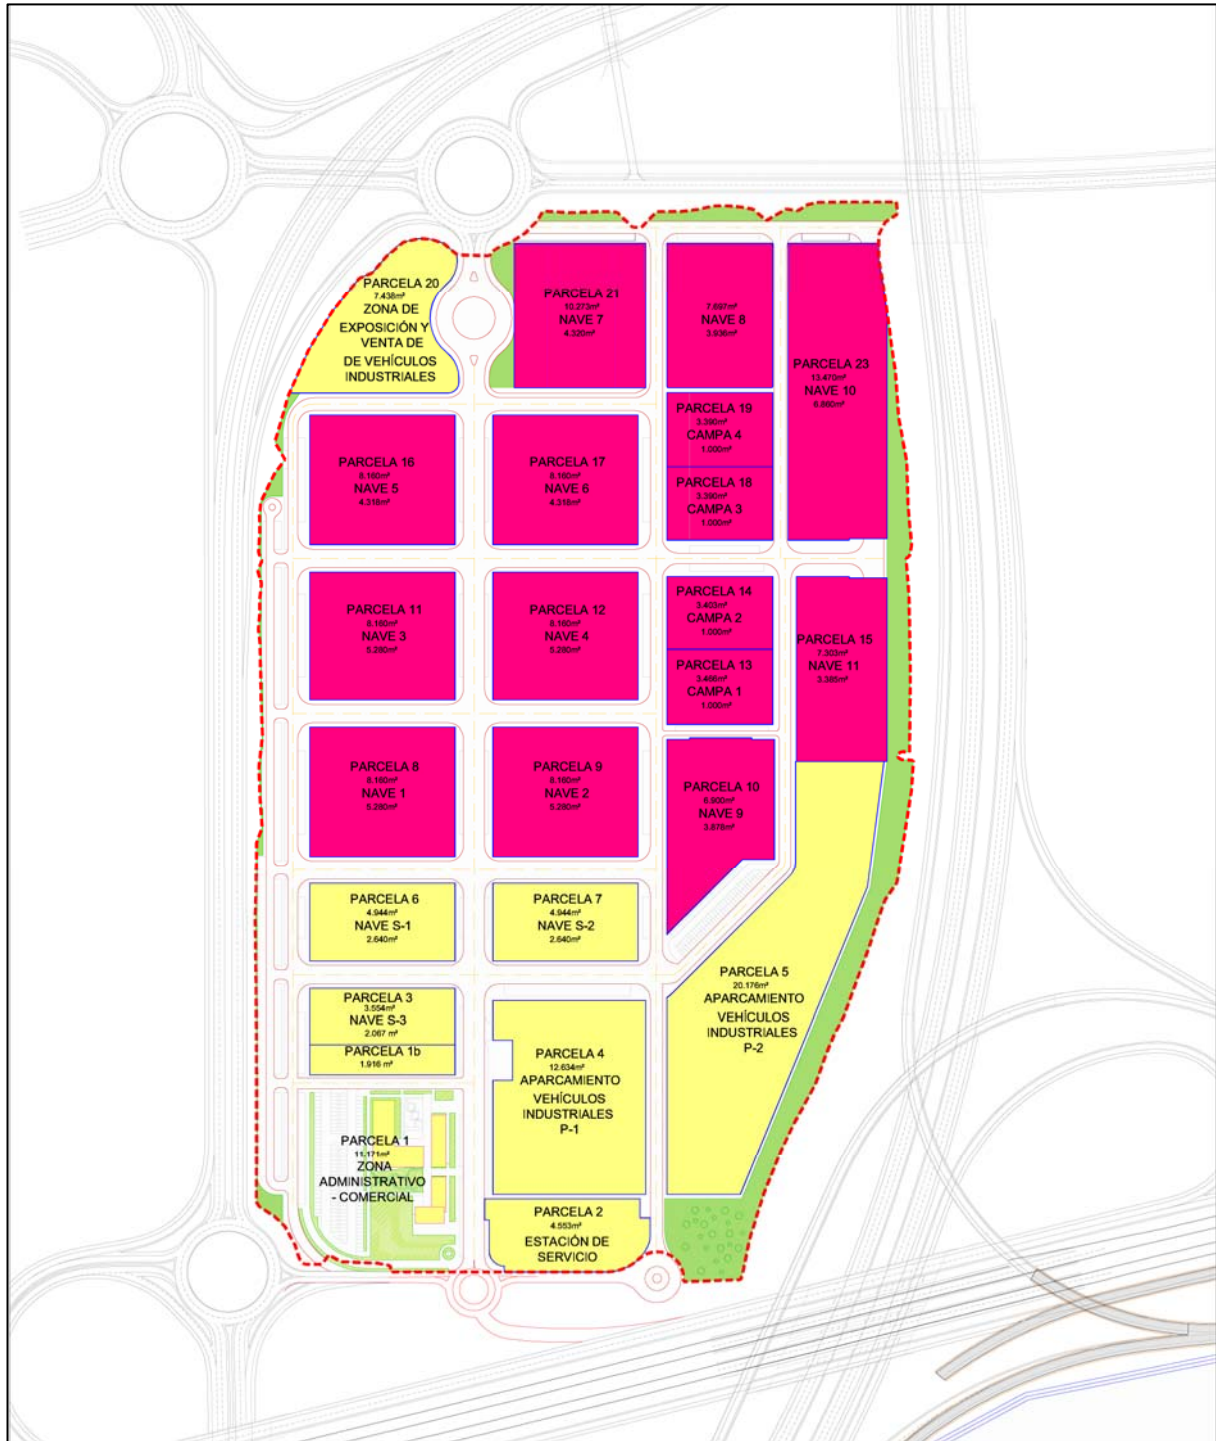 PARCELA 20
7.438m²
ZONA DE
EXPOSICIÓN Y
VENTA DE
DE VEHÍCULOS
INDUSTRIALES
PARCELA 21
10.273m²
NAVE 7
4.320m²
7.697m²
NAVE 8
3.936m²
PARCELA 23
13.470m²
NAVE 10
6.860m²
PARCELA 19
3.390m²
CAMPA 4
1.000m²
PARCELA 18
3.390m²
CAMPA 3
1.000m²
PARCELA 16
8.160m²
NAVE 5
4.318m²
PARCELA 17
8.160m²
NAVE 6
4.318m²
PARCELA 11
8.160m²
NAVE 3
5.280m²
PARCELA 12
8.160m²
NAVE 4
5.280m²
PARCELA 14
3.403m²
CAMPA 2
1.000m²
PARCELA 13
3.466m²
CAMPA 1
1.000m²
PARCELA 15
7.303m²
NAVE 11
3.385m²
PARCELA 8
8.160m²
NAVE 1
5.280m²
PARCELA 9
8.160m²
NAVE 2
5.280m²
PARCELA 10
6.900m²
NAVE 9
3.878m²
PARCELA 6
4.944m²
NAVE S-1
2.640m²
PARCELA 7
4.944m²
NAVE S-2
2.640m²
PARCELA 5
20.176m²
APARCAMIENTO
VEHÍCULOS
INDUSTRIALES
P-2
PARCELA 3
3.554m²
NAVE S-3
2.067 m²
PARCELA 1b
1.916 m²
PARCELA 4
12.634m²
APARCAMIENTO
VEHÍCULOS
INDUSTRIALES
P-1
PARCELA 1
11.171m²
ZONA
ADMINISTRATIVO
- COMERCIAL
PARCELA 2
4.553m²
ESTACIÓN DE
SERVICIO